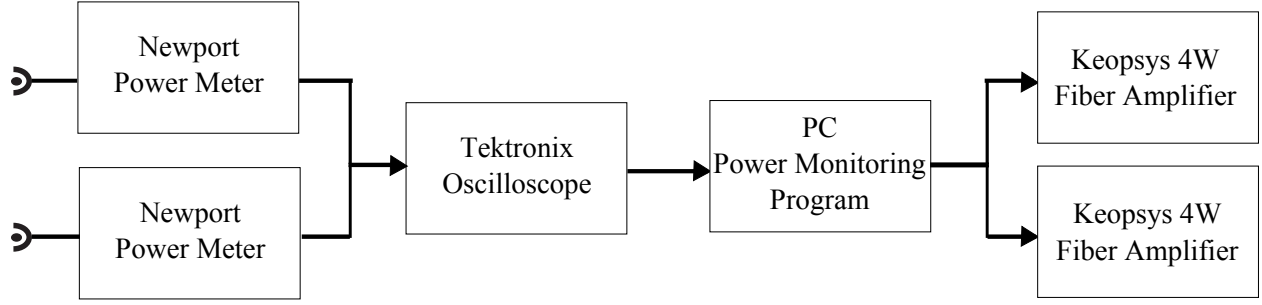 Newport
Power Meter
Newport
Power Meter
Tektronix
Oscilloscope
PC
Power Monitoring
Program
Keopsys 4W
Fiber Amplifier
Keopsys 4W
Fiber Amplifier